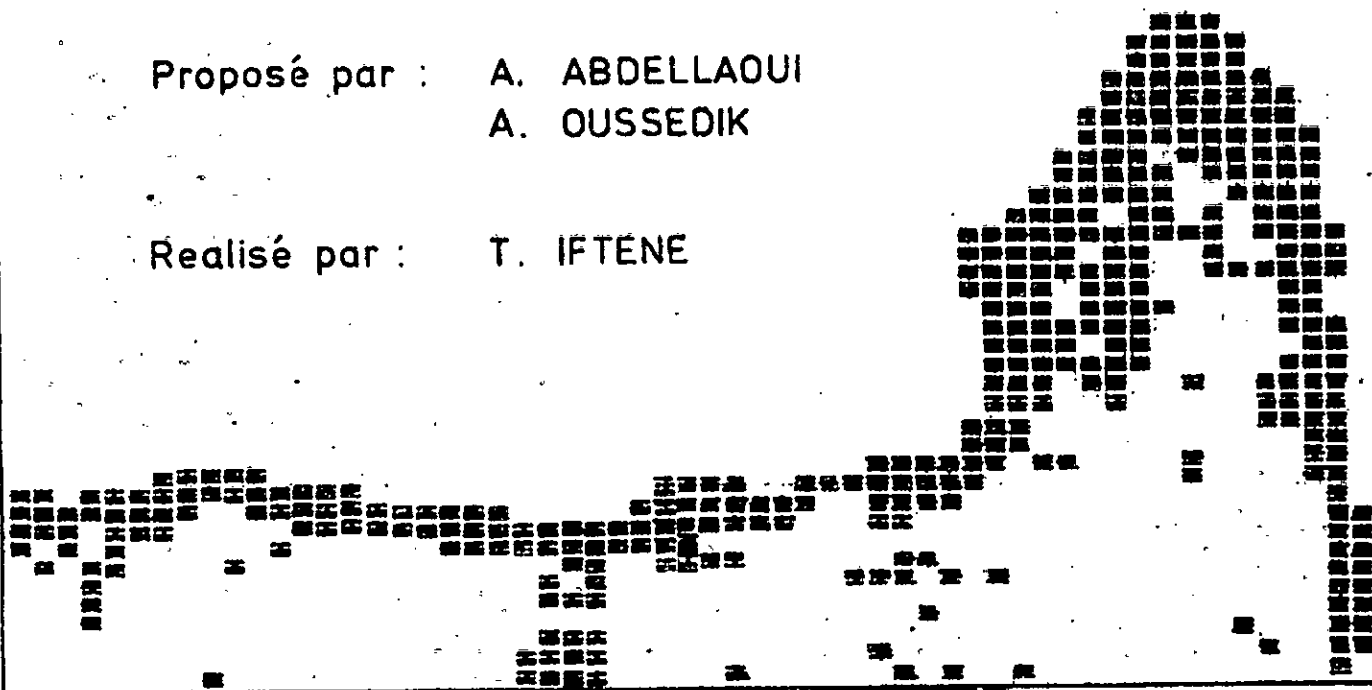 Proposé par : A. ABDELLAOUI
A. OUSSEDIK
Realisé par : T. IFTENE